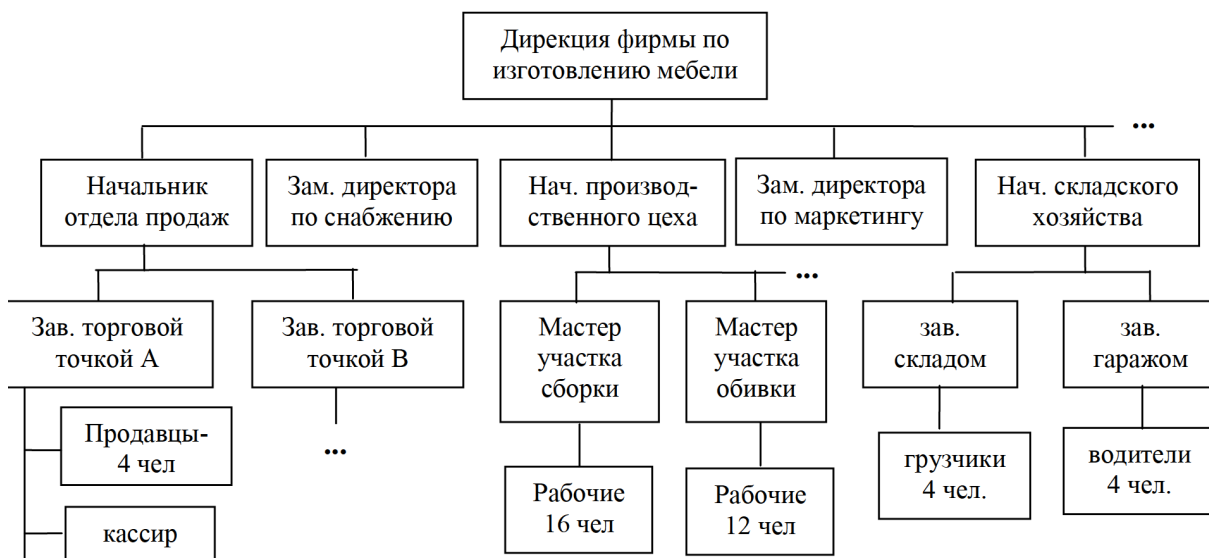 Дирекция фирмы по
изготовлению мебели
...
Начальник
отдела продаж
Зам. директора
по снабжению
Нач. производ-
ственного цеха
Зам. директора
по маркетингу
Нач. складского
хозяйства
...
Зав. торговой
точкой А
Зав. торговой
точкой В
Мастер
участка
сборки
Мастер
участка
обивки
зав.
складом
зав.
гаражом
Продавцы-
4 чел
...
Рабочие
16 чел
Рабочие
12 чел
грузчики
4 чел.
водители
4 чел.
кассир